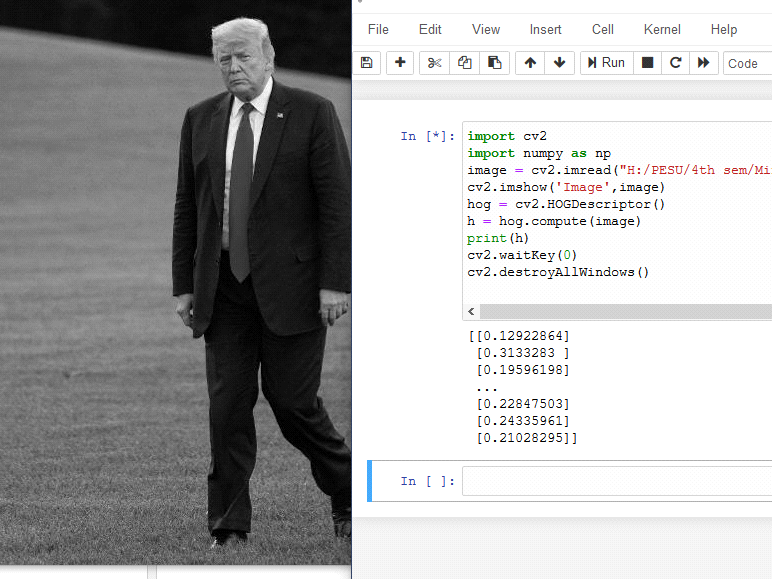 File Edit View Insert Cell Kernel Help
Run Code
In [*]: import cv2
import numpy as np
image = cv2.imread("H:/PESU/4th sem/Mi
cv2.imshow('Image',image)
hog = cv2.HOGDescriptor()
h = hog.compute(image)
print(h)
cv2.waitKey(0)
cv2.destroyAllWindows()
[[0.12922864]
[0.3133283 ]
[0.19596198]
...
[0.22847503]
[0.24335961]
[0.21028295]]
In [ ]: